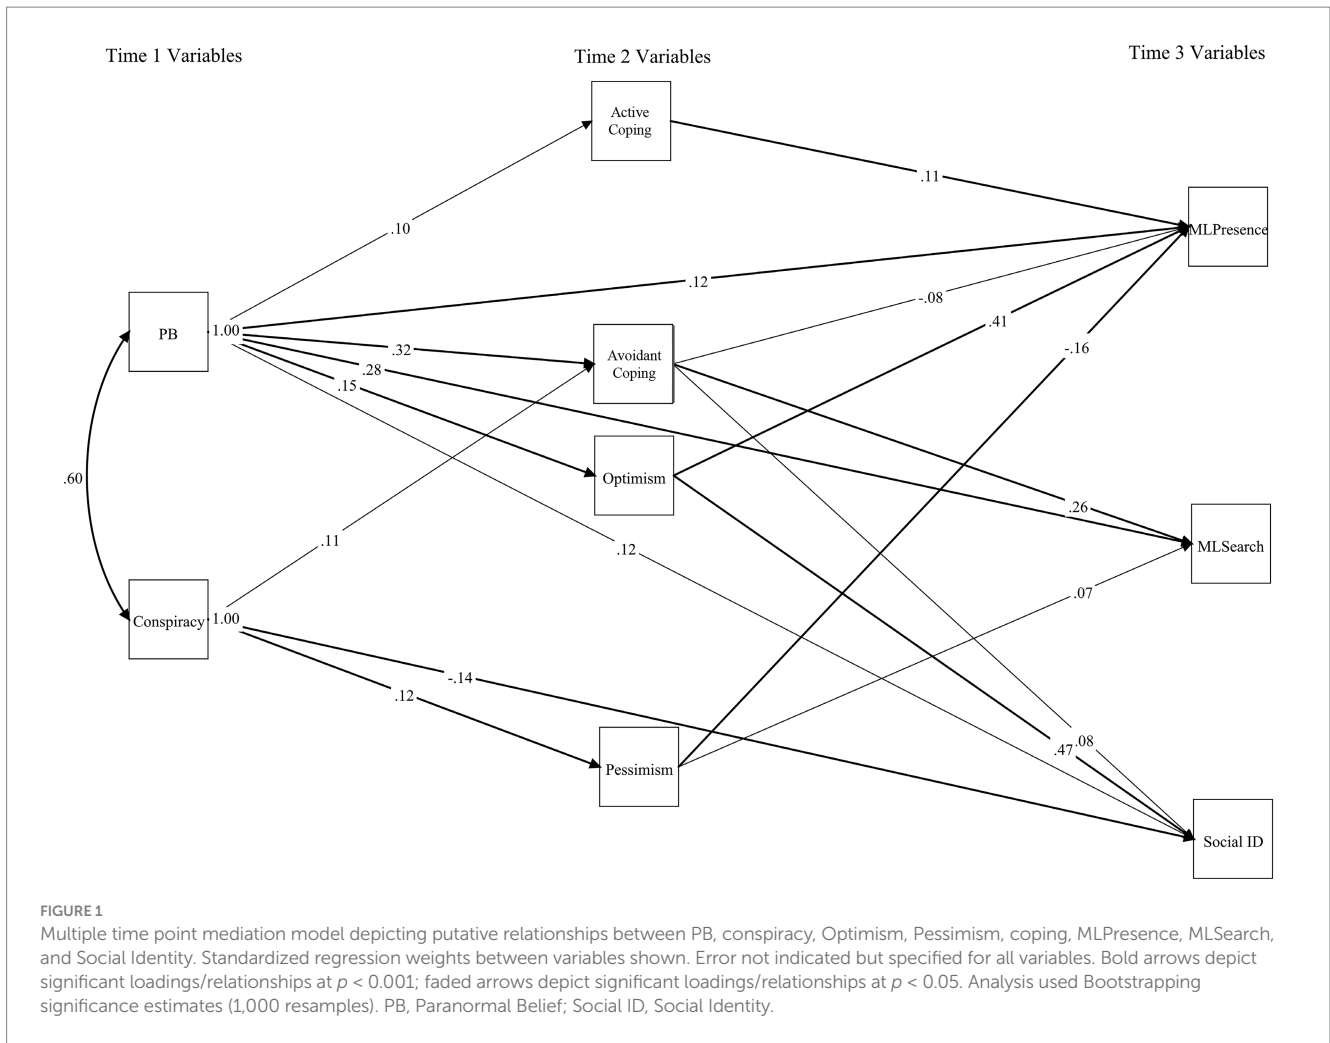 Time 1 Variables
Time 2 Variables
Time 3 Variables
Active
Coping
.11
MLPresence
.10
.12
-.08
PB
1.00
.32
.28
.15
Avoidant
Coping
.41
-.16
Optimism
.60
.26
MLSearch
.11
.12
.07
Conspiracy
1.00
-.14
.12
Pessimism
.08
.47
Social ID
FIGURE 1
Multiple time point mediation model depicting putative relationships between PB, conspiracy, Optimism, Pessimism, coping, MLPresence, MLSearch,
and Social Identity. Standardized regression weights between variables shown. Error not indicated but specified for all variables. Bold arrows depict
significant loadings/relationships at p < 0.001; faded arrows depict significant loadings/relationships at p < 0.05. Analysis used Bootstrapping
significance estimates (1,000 resamples). PB, Paranormal Belief; Social ID, Social Identity.